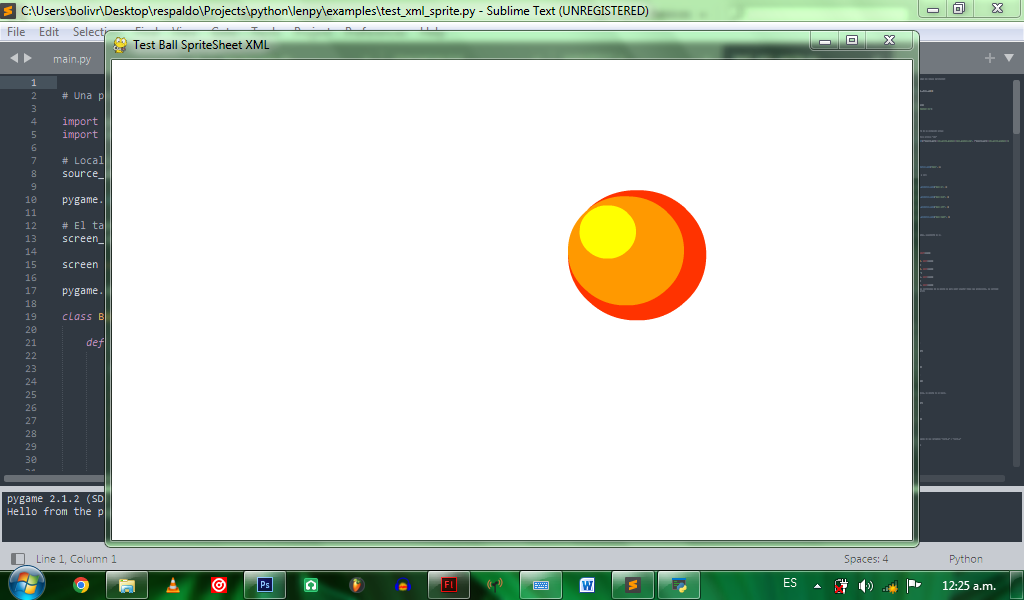 C:\Users\bolivr\Desktop\respaldo\Projects\python\lenpy\examples\test_xml_sprite.py - Sublime Text (UNREGISTERED)
File Edit Selecti
Test Ball SpriteSheet XML
main.py
1
2 # Una p
3
4 import
5 import
6
7 # Local
8 source_
9
10 pygame.
11
12 # El ta
13 screen_
14
15 screen
16
17 pygame.
18
19 class B
20
21 def
22
23
24
25
26
27
28
29
30
pygame 2.1.2 (SD
Hello from the p
Line 1, Column 1 Spaces: 4 Python
Ps Fl W S ES 12:25 a.m.